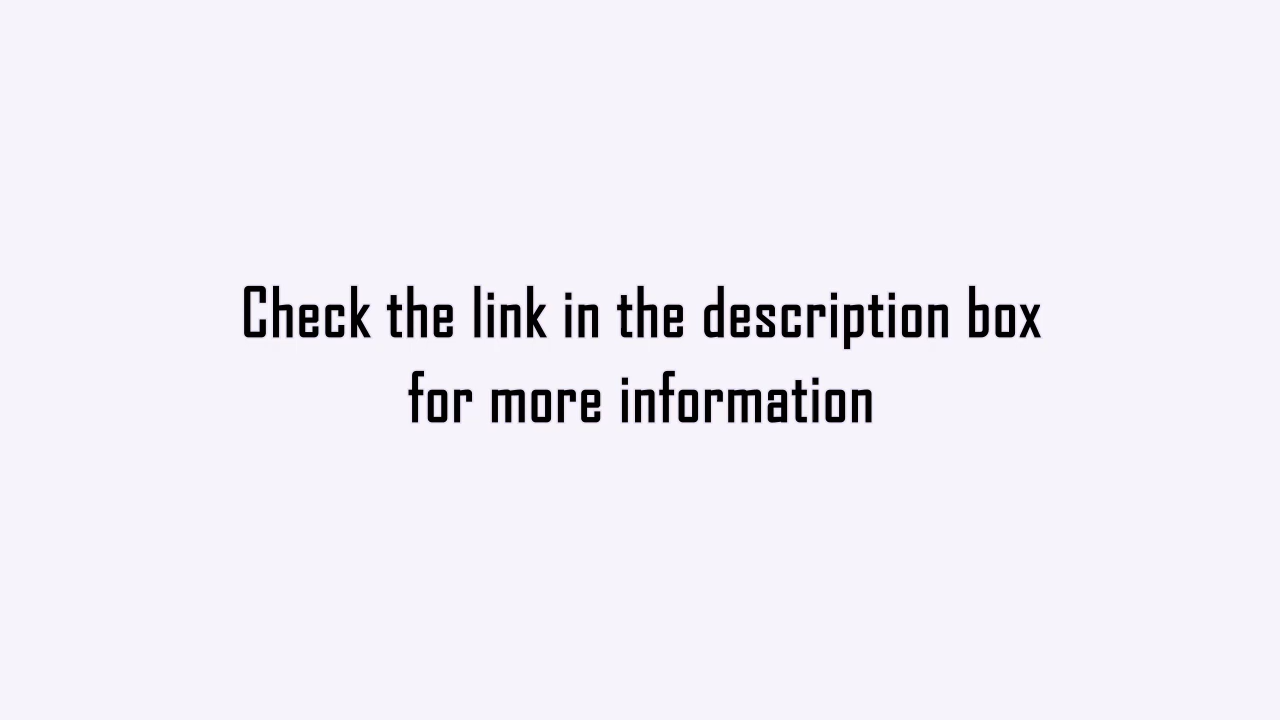 Check the link in the description box
for more information